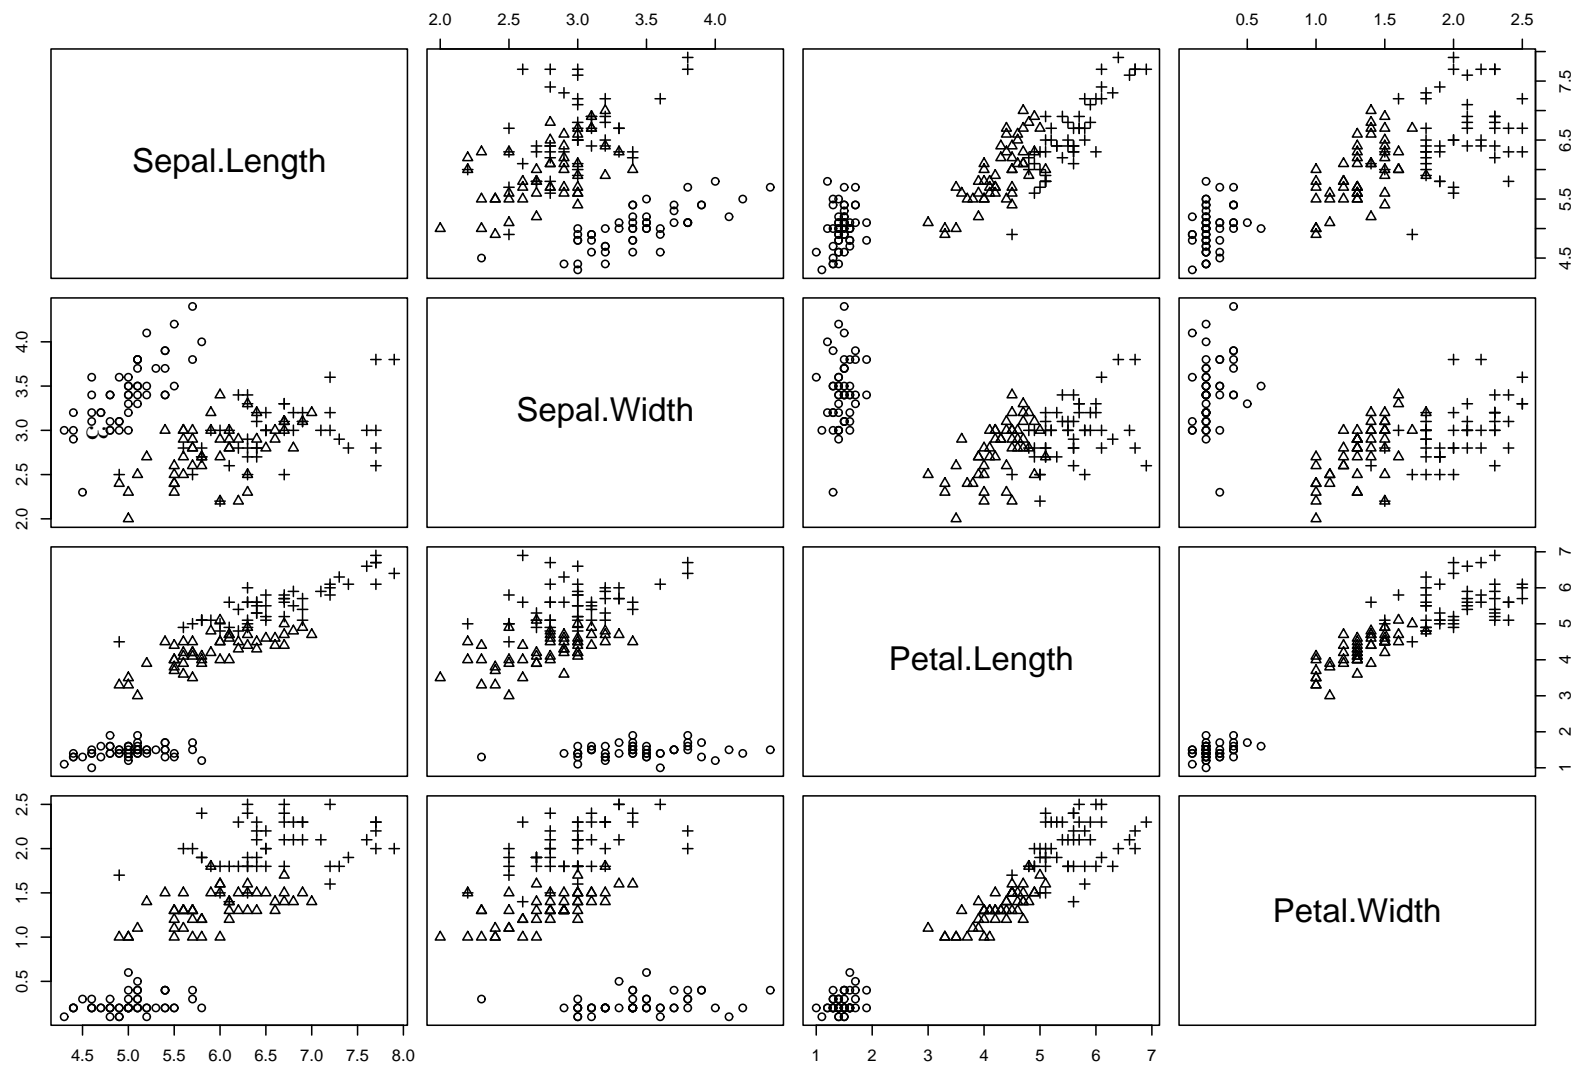 2.0 2.5 3.0 3.5 4.0 0.5 1.0 1.5 2.0 2.5
Sepal.Length
4.5 5.5 6.5 7.5
2.0 2.5 3.0 3.5 4.0
Sepal.Width
Petal.Length
1 2 3 4 5 6 7
0.5 1.0 1.5 2.0 2.5
Petal.Width
4.5 5.0 5.5 6.0 6.5 7.0 7.5 8.0 1 2 3 4 5 6 7